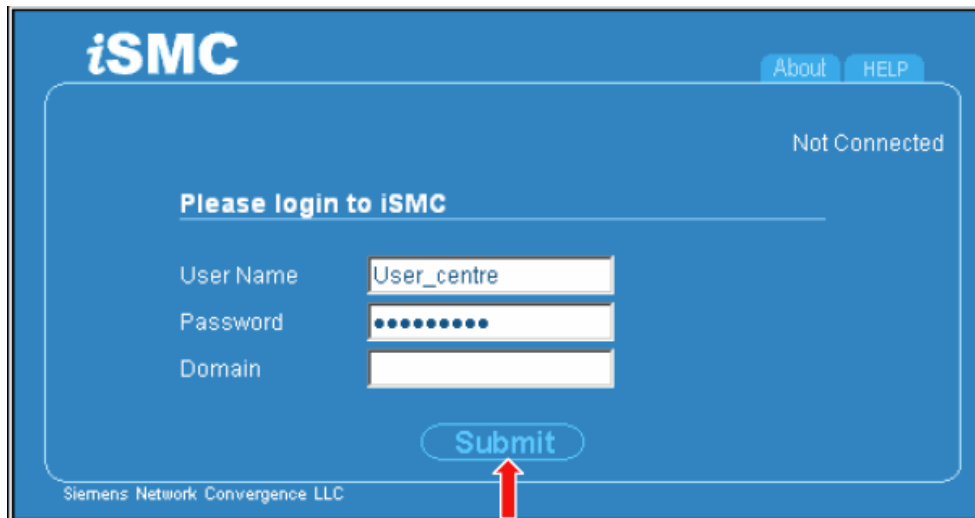 iSMC
About HELP
Not Connected
Please login to iSMC
User Name User_centre
Password •••••••••
Domain
Submit
Siemens Network Convergence LLC